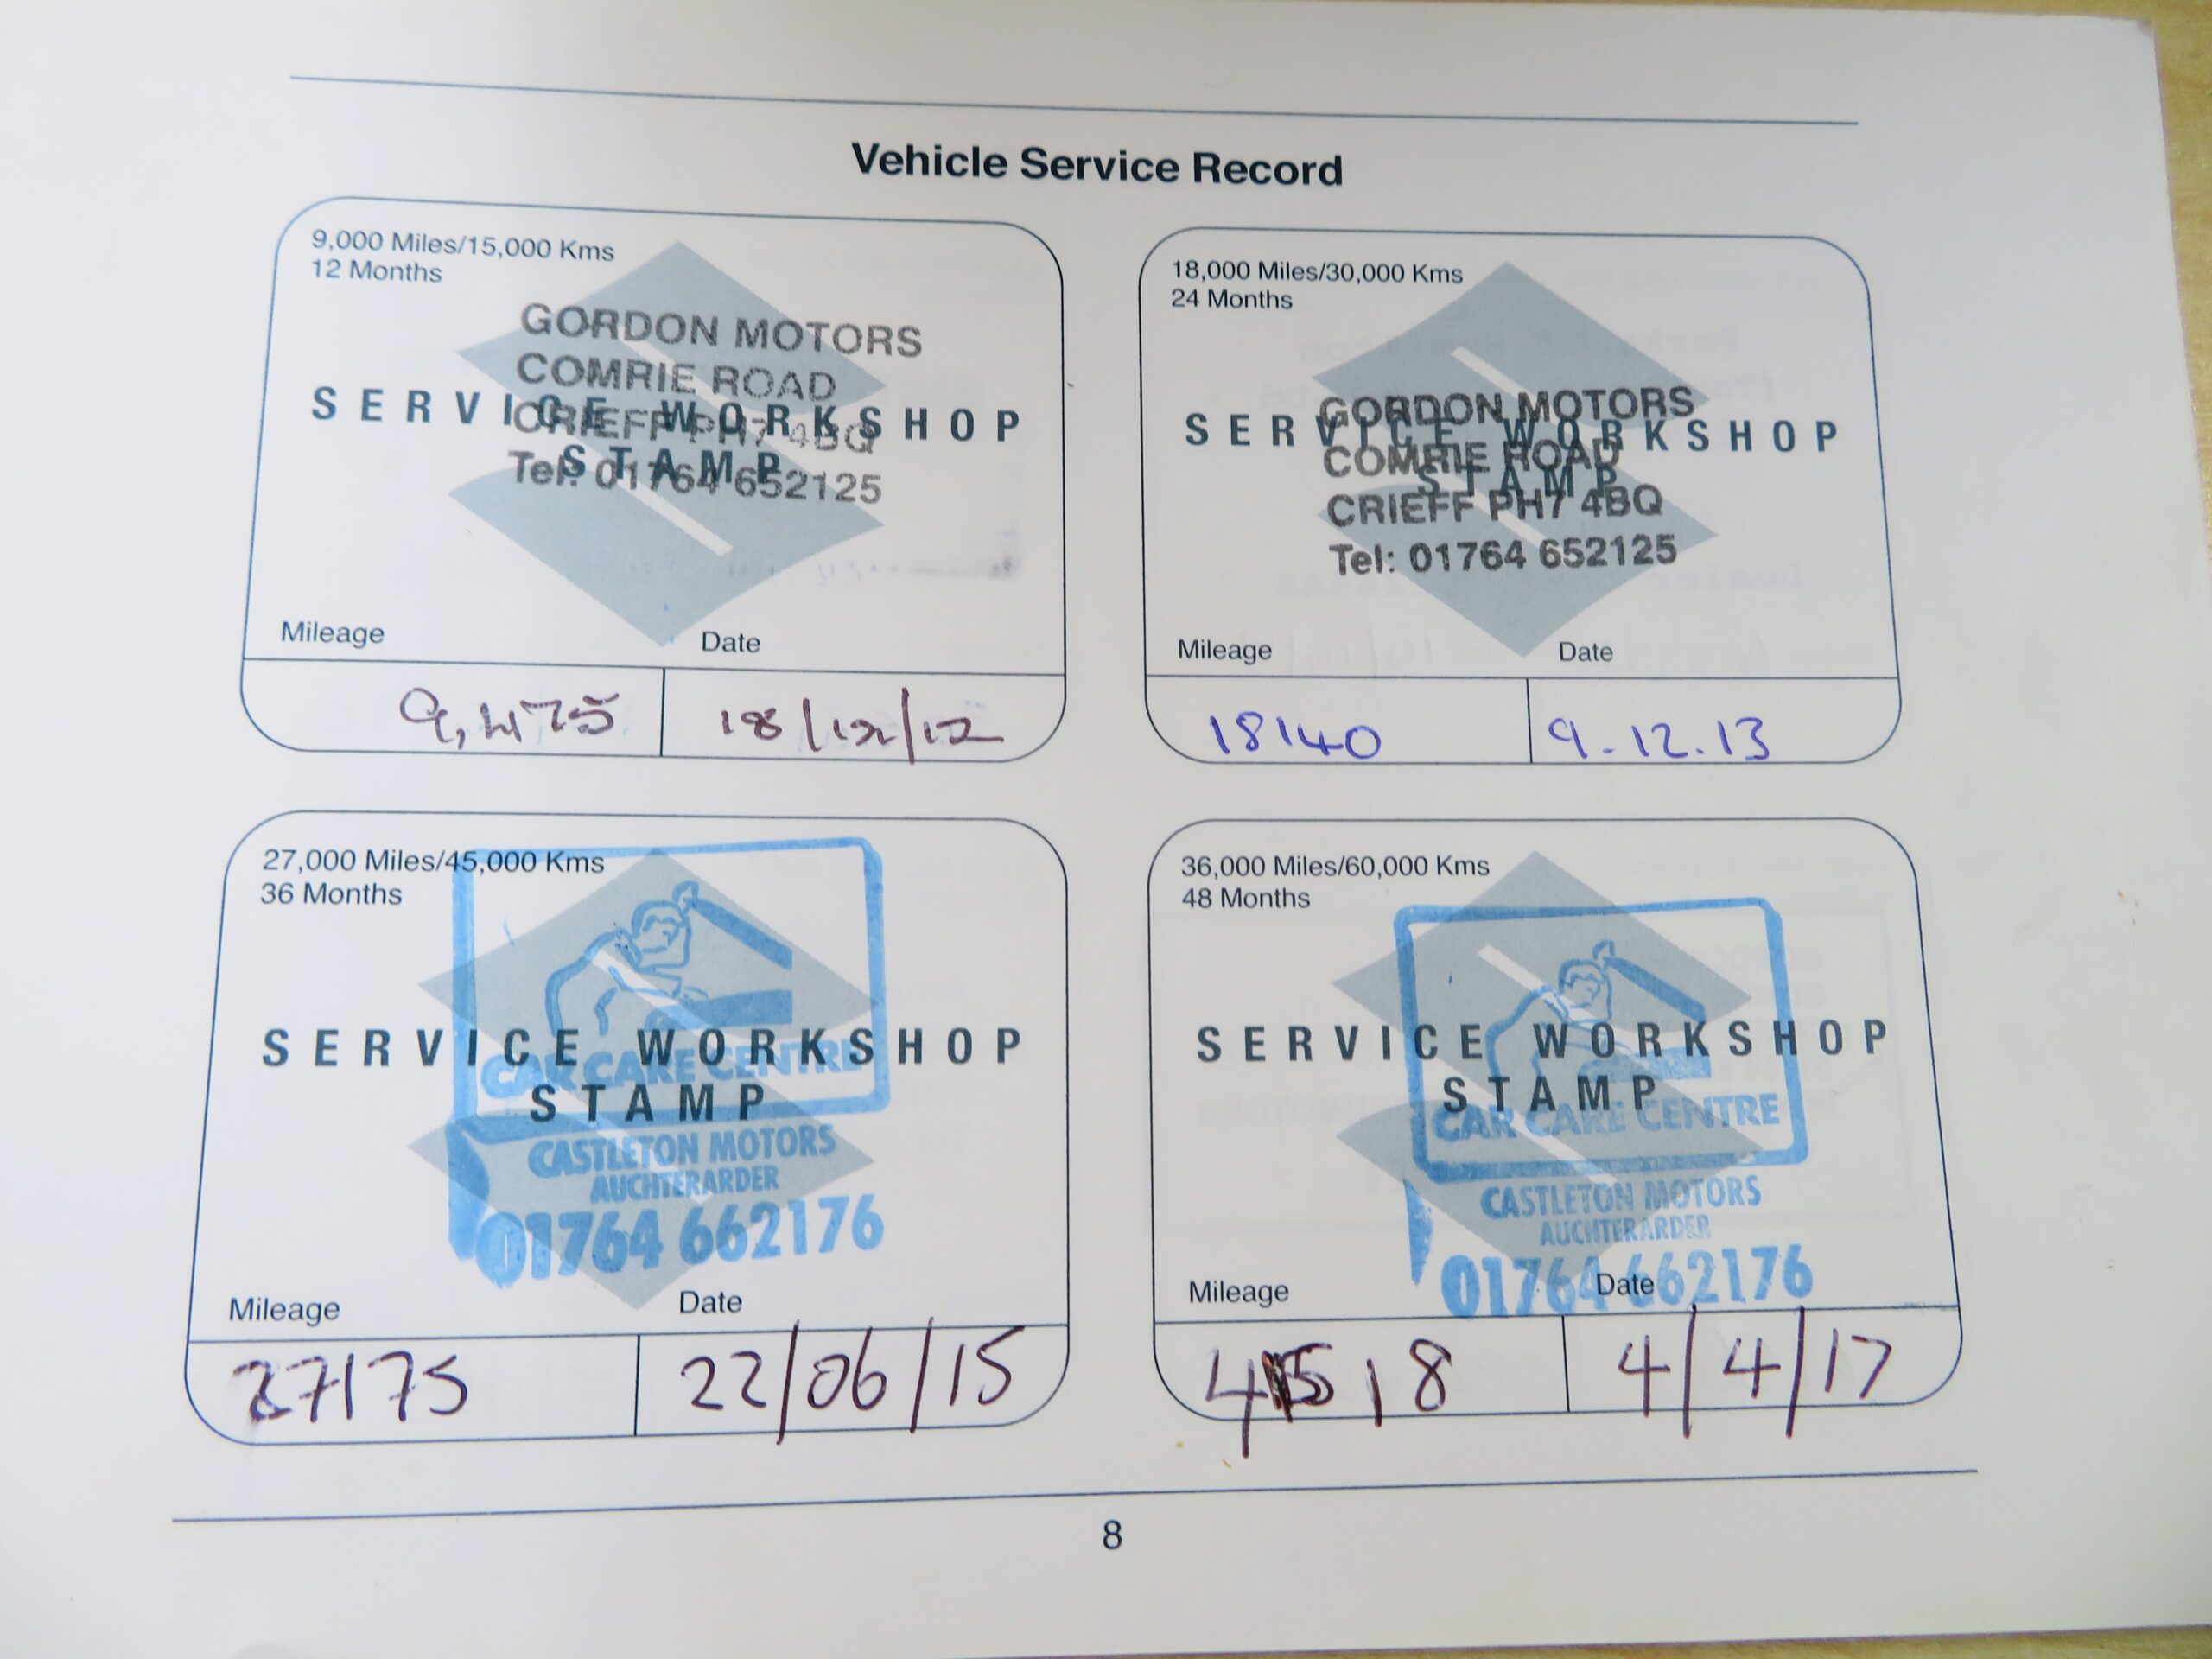 Vehicle Service Record
9,000 Miles/15,000 Kms
12 Months
SERVICE WORKSHOP
STAMP
GORDON MOTORS
COMRIE ROAD
CRIEFF PH7 4BQ
Tel: 01764 652125
Mileage
Date
9,475
18/12/12
18,000 Miles/30,000 Kms
24 Months
SERVICE WORKSHOP
STAMP
GORDON MOTORS
COMRIE ROAD
CRIEFF PH7 4BQ
Tel: 01764 652125
Mileage
Date
18140
9.12.13
27,000 Miles/45,000 Kms
36 Months
SERVICE WORKSHOP
STAMP
CAR CARE CENTRE
CASTLETON MOTORS
AUCHTERARDER
01764 662176
Mileage
Date
27175
22/06/15
36,000 Miles/60,000 Kms
48 Months
SERVICE WORKSHOP
STAMP
CAR CARE CENTRE
CASTLETON MOTORS
AUCHTERARDER
01764 662176
Mileage
Date
4/4/17
8